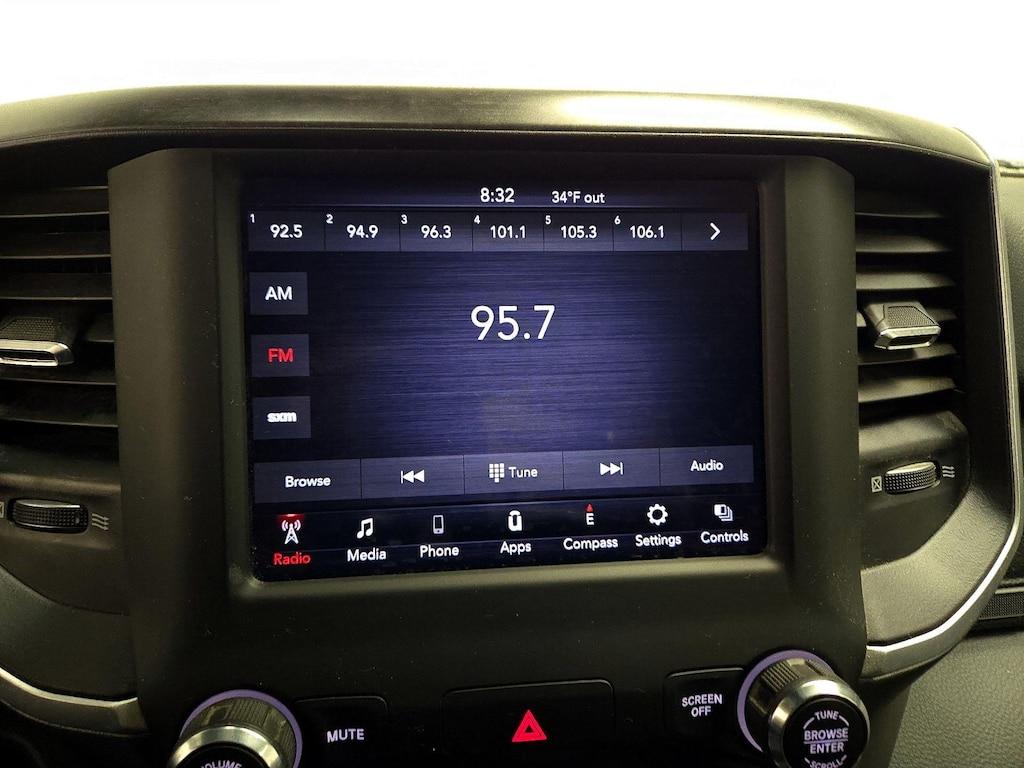 8:32 34°F out
1 92.5 2 94.9 3 96.3 4 101.1 5 105.3 6 106.1
AM
95.7
FM
sxm
Browse Tune Audio
E
Radio Media Phone Apps Compass Settings Controls
MUTE
SCREEN
OFF
VOLUME
TUNE
BROWSE
ENTER
SCROLL